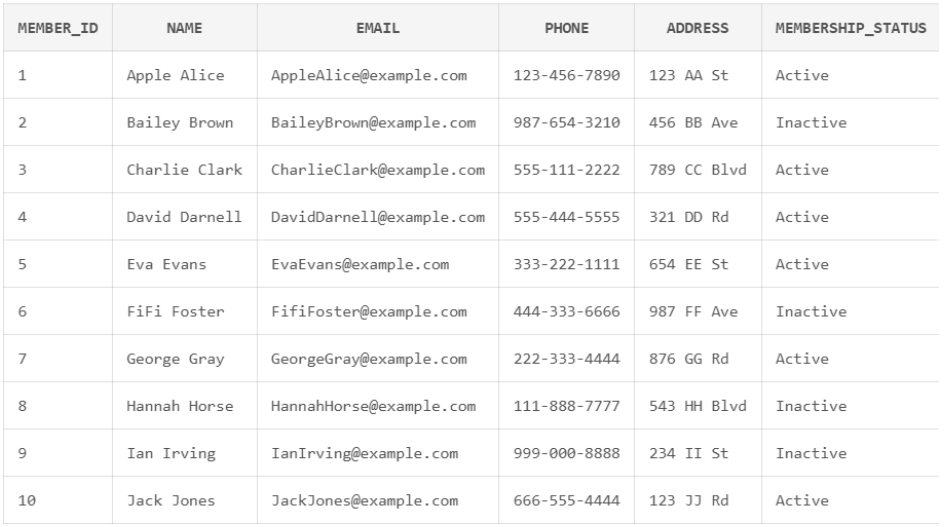 MEMBER_ID NAME EMAIL PHONE ADDRESS MEMBERSHIP_STATUS
1 Apple Alice AppleAlice@example.com 123-456-7890 123 AA St Active
2 Bailey Brown BaileyBrown@example.com 987-654-3210 456 BB Ave Inactive
3 Charlie Clark CharlieClark@example.com 555-111-2222 789 CC Blvd Active
4 David Darnell DavidDarnell@example.com 555-444-5555 321 DD Rd Active
5 Eva Evans EvaEvans@example.com 333-222-1111 654 EE St Active
6 FiFi Foster FifiFoster@example.com 444-333-6666 987 FF Ave Inactive
7 George Gray GeorgeGray@example.com 222-333-4444 876 GG Rd Active
8 Hannah Horse HannahHorse@example.com 111-888-7777 543 HH Blvd Inactive
9 Ian Irving IanIrving@example.com 999-000-8888 234 II St Inactive
10 Jack Jones JackJones@example.com 666-555-4444 123 JJ Rd Active